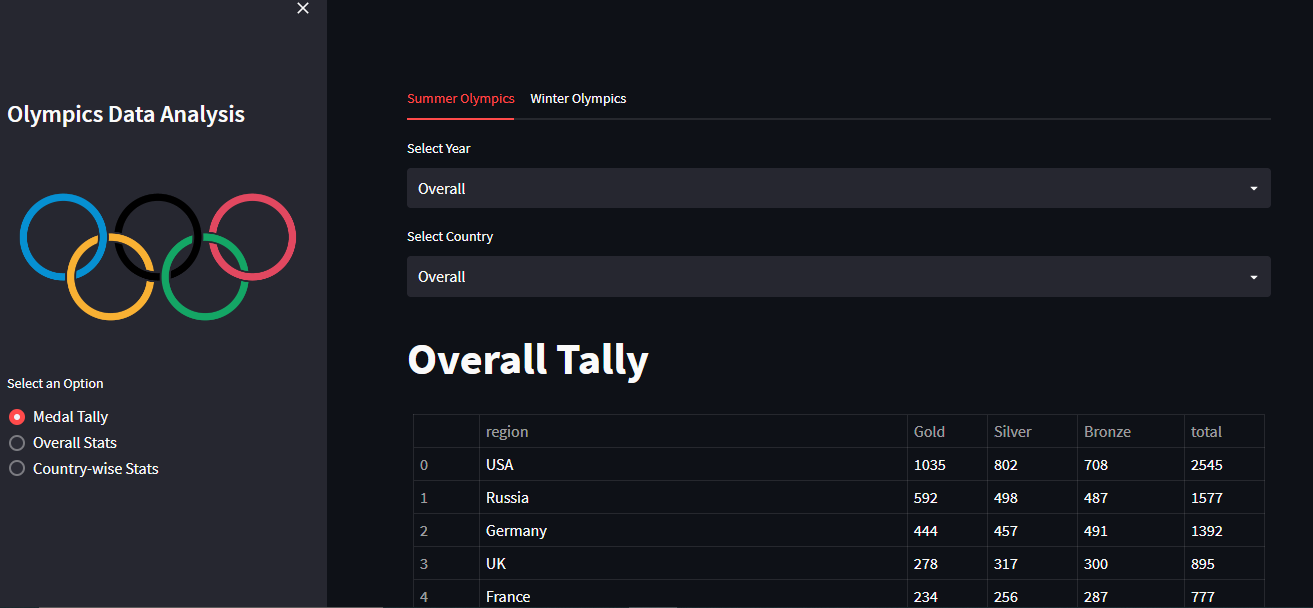 Olympics Data Analysis
Select an Option
Medal Tally
Overall Stats
Country-wise Stats
Summer Olympics Winter Olympics
Select Year
Overall
Select Country
Overall
Overall Tally
region Gold Silver Bronze total
0 USA 1035 802 708 2545
1 Russia 592 498 487 1577
2 Germany 444 457 491 1392
3 UK 278 317 300 895
4 France 234 256 287 777